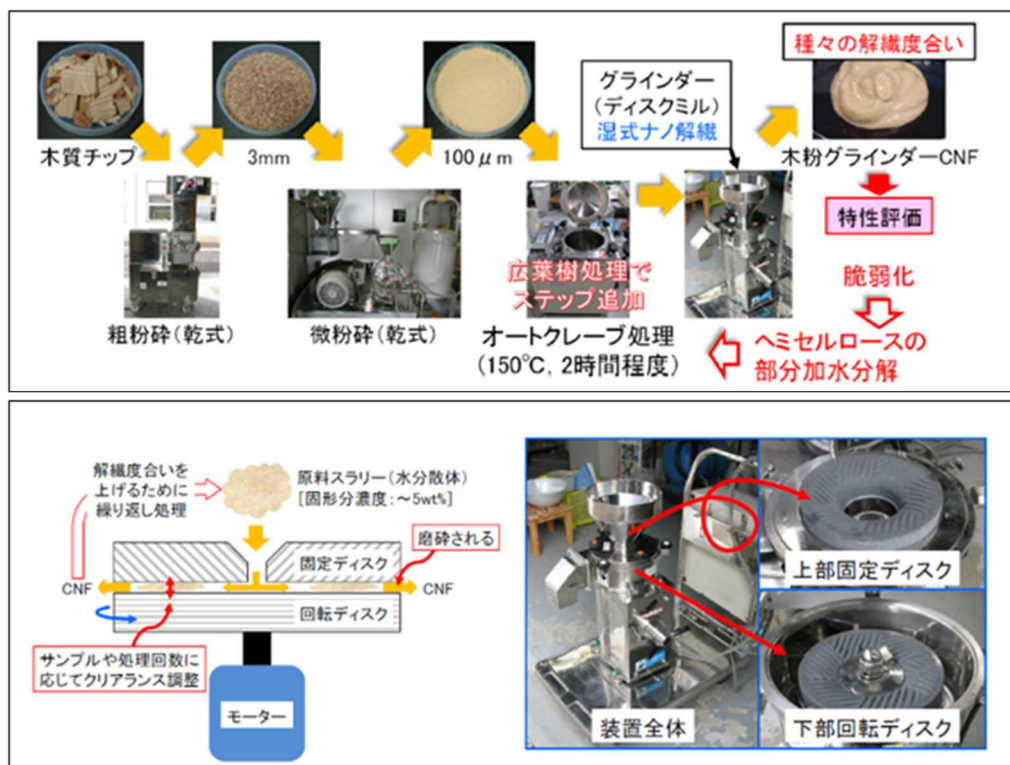 種々の解繊度合い
グラインダー
(ディスクミル)
湿式ナノ解繊
木質チップ
3mm
100μm
木粉グラインダーCNF
特性評価
広葉樹処理で
ステップ追加
脆弱化
粗粉砕(乾式)
微粉砕(乾式)
オートクレーブ処理
(150℃, 2時間程度)
ヘミセルロースの
部分加水分解
解繊度合いを
上げるために
繰り返し処理
原料スラリー(水分散体)
[固形分濃度:~5wt%]
磨砕される
固定ディスク
CNF
CNF
回転ディスク
サンプルや処理回数に
応じてクリアランス調整
モーター
上部固定ディスク
装置全体
下部回転ディスク